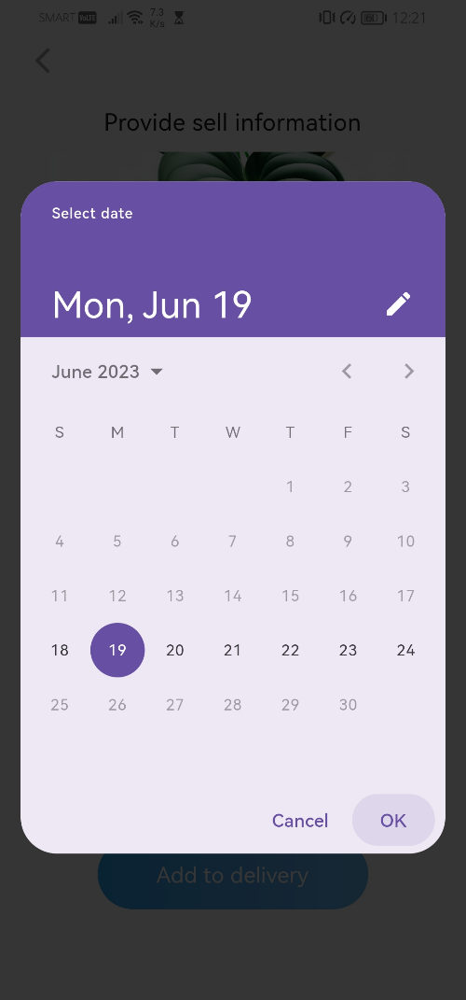 SMART VoLTE 7.3 K/s 12:21
Provide sell information
Select date
Mon, Jun 19
June 2023
S M T W T F S
1 2 3
4 5 6 7 8 9 10
11 12 13 14 15 16 17
18 19 20 21 22 23 24
25 26 27 28 29 30
Cancel OK
Add to delivery